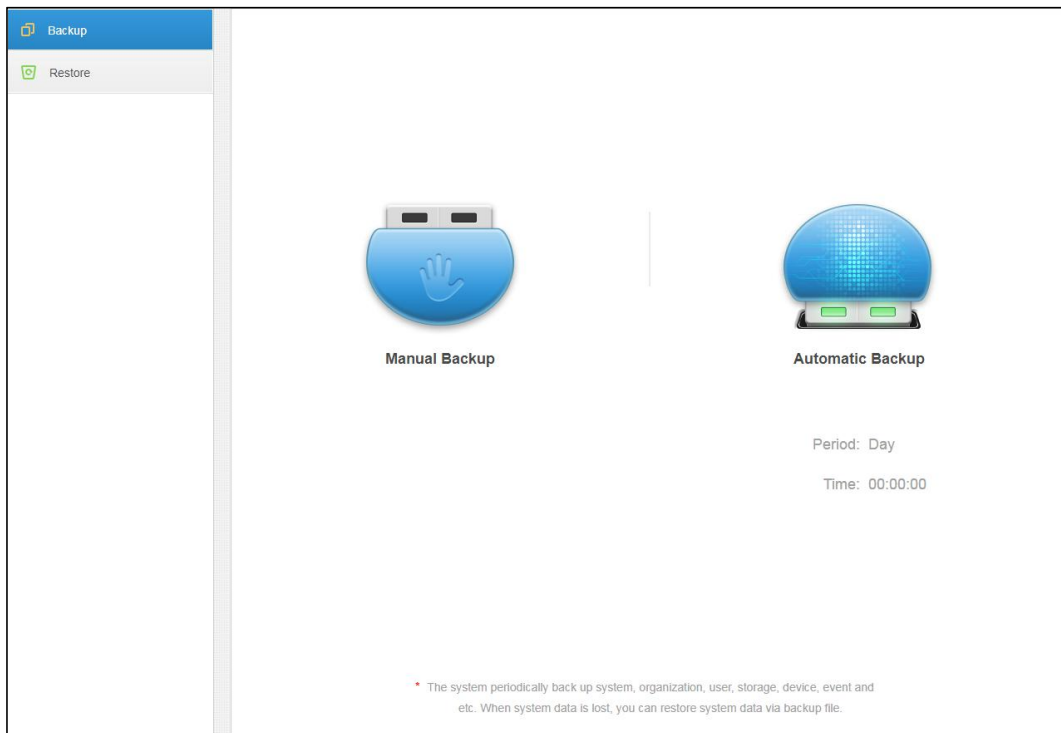 Backup
Restore
Manual Backup
Automatic Backup
Period: Day
Time: 00:00:00
* The system periodically back up system, organization, user, storage, device, event and
etc. When system data is lost, you can restore system data via backup file.